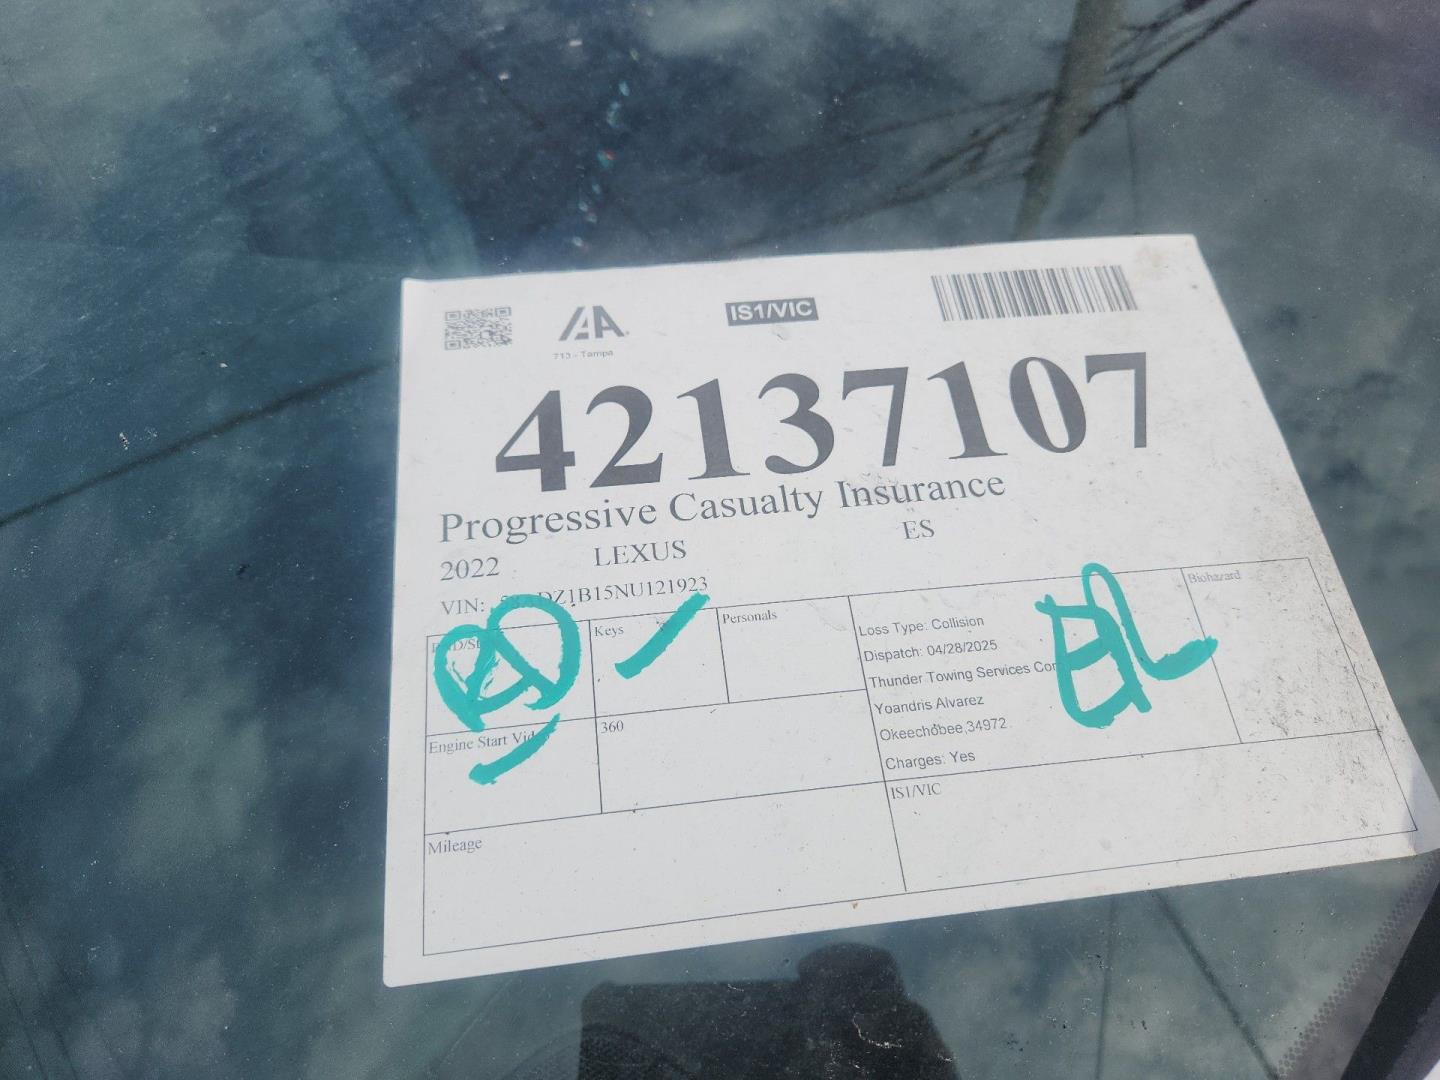 IAA
713 - Tampa
IS1/VIC
42137107
Progressive Casualty Insurance
2022 LEXUS ES
VIN: DZ1B15NU121923
Keys
Personals
Loss Type: Collision
Dispatch: 04/28/2025
Thunder Towing Services Cor
Yoandris Alvarez
Okeechobee,34972
Charges: Yes
Biohazard
Engine Start Vid
360
Mileage
IS1/VIC